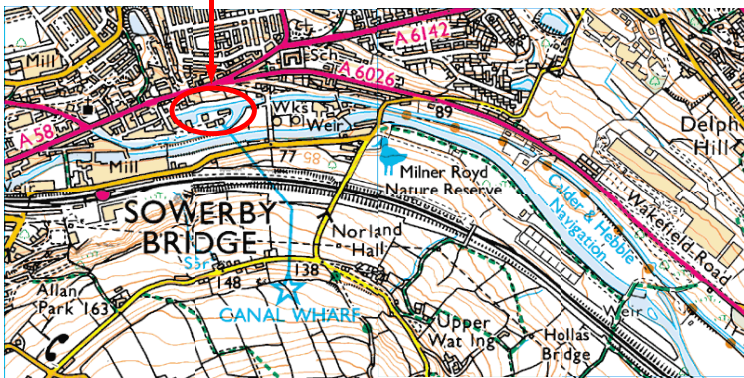 A 6142
Mill
Sch
A 6026
A 58
Wks
Weir
89
Delph
Hill
Mill
77
85
Milner Royd
Nature Reserve
Weir
Calder & Hebble
Navigation
Wakefield Road
SOWERBY
BRIDGE
Norland
Hall
Sïr
Allan
Park 163
148
138
CANAL WHARF
Upper
Wat Ing
Hollas
Bridge
Weir